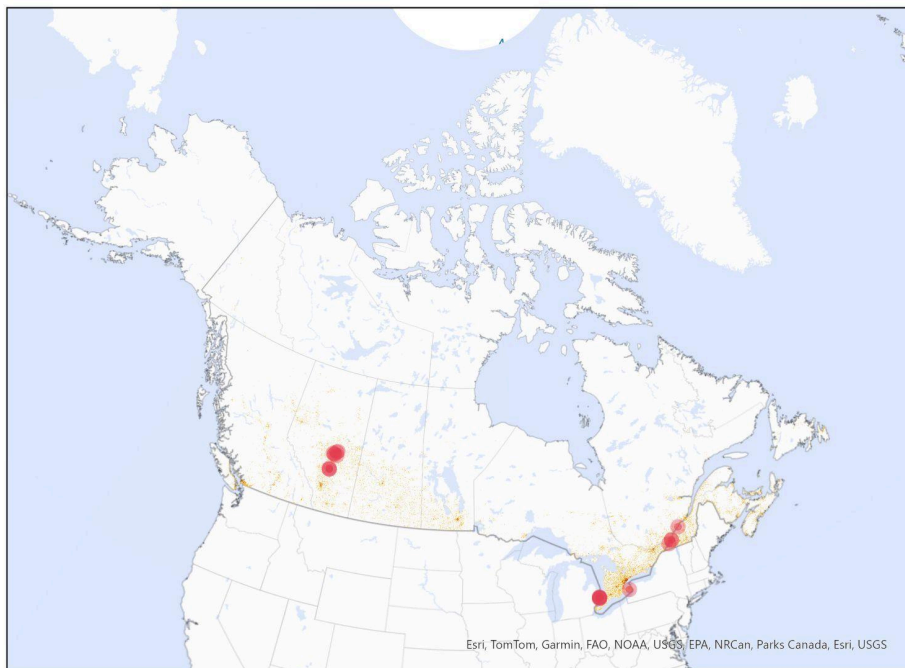 Esri, TomTom, Garmin, FAO, NOAA, USGS, EPA, NRCan, Parks Canada, Esri, USGS